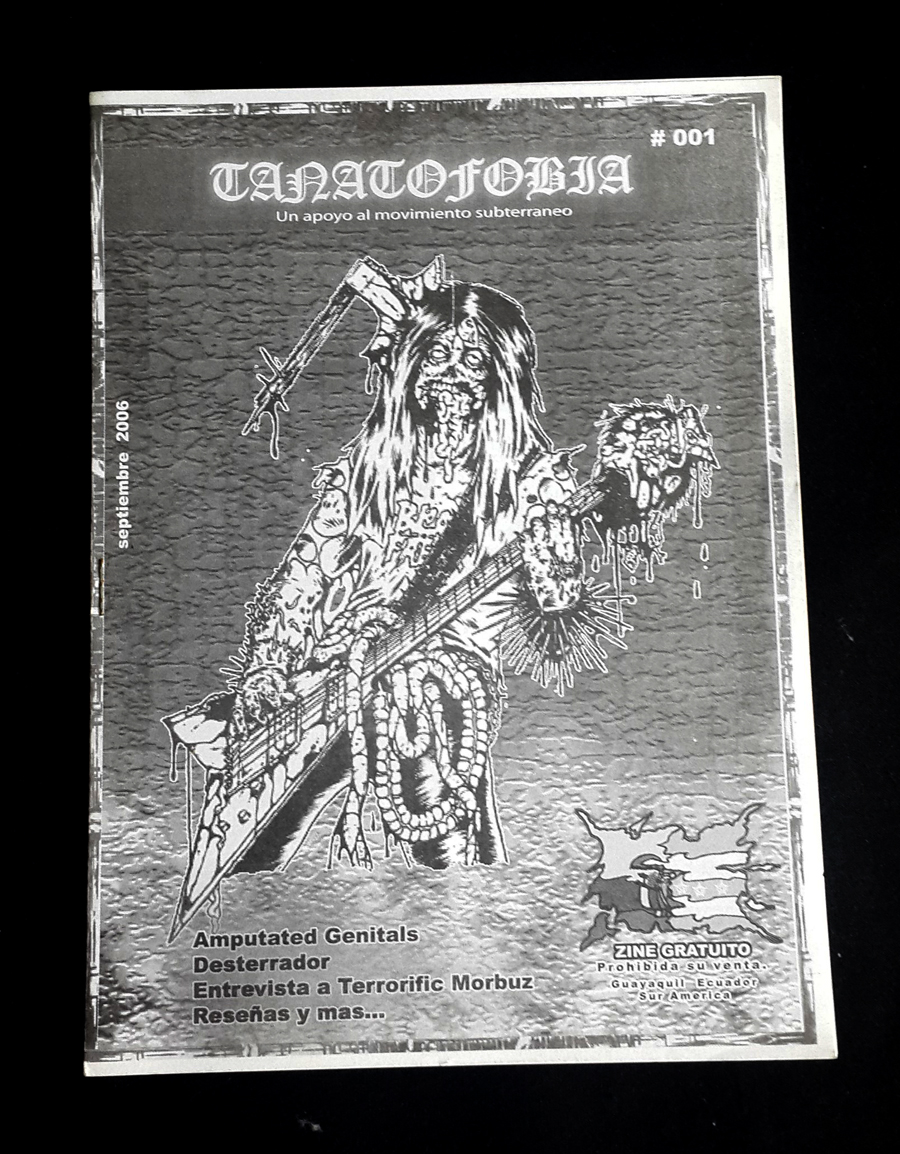 # 001
TANATOFOBIA
Un apoyo al movimiento subterraneo
septiembre 2006
Amputated Genitals
Desterrador
Entrevista a Terrorific Morbuz
Reseñas y mas...
ZINE GRATUITO
Prohibida su venta.
Guayaquil Ecuador
Sur America